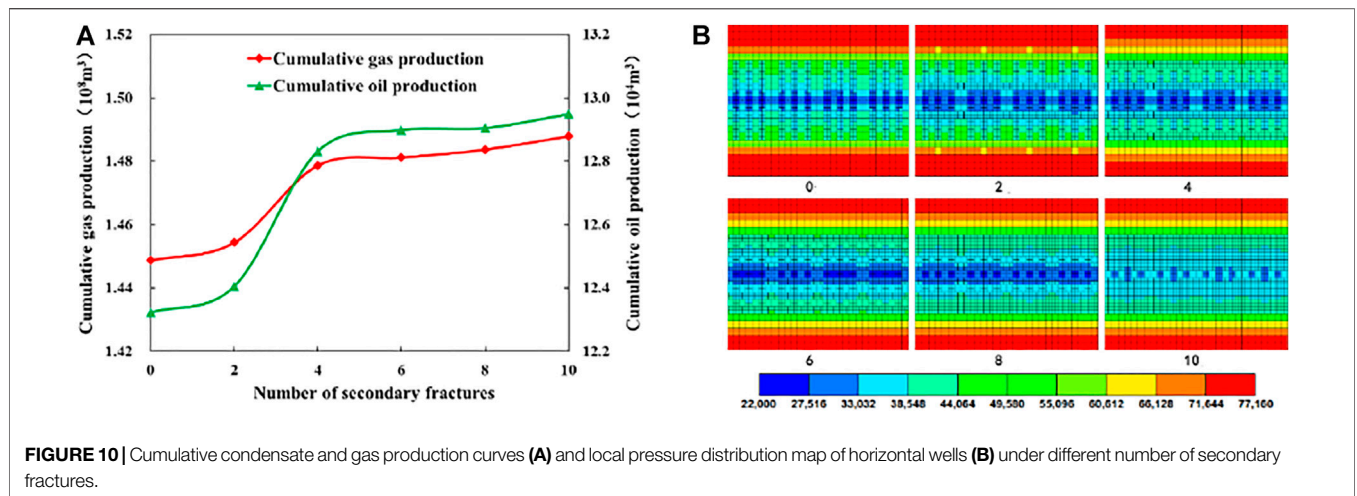 A
1.52
1.50
1.48
1.46
1.44
1.42
Cumulative gas production（10⁸m³）
Cumulative gas production
Cumulative oil production
13.2
13.0
12.8
12.6
12.4
12.2
Cumulative oil production（10⁴m³）
0 2 4 6 8 10
Number of secondary fractures
B
0 2 4
6 8 10
22,000 27,516 33,032 38,548 44,064 49,580 55,096 60,612 66,128 71,644 77,160
FIGURE 10 | Cumulative condensate and gas production curves (A) and local pressure distribution map of horizontal wells (B) under different number of secondary
fractures.